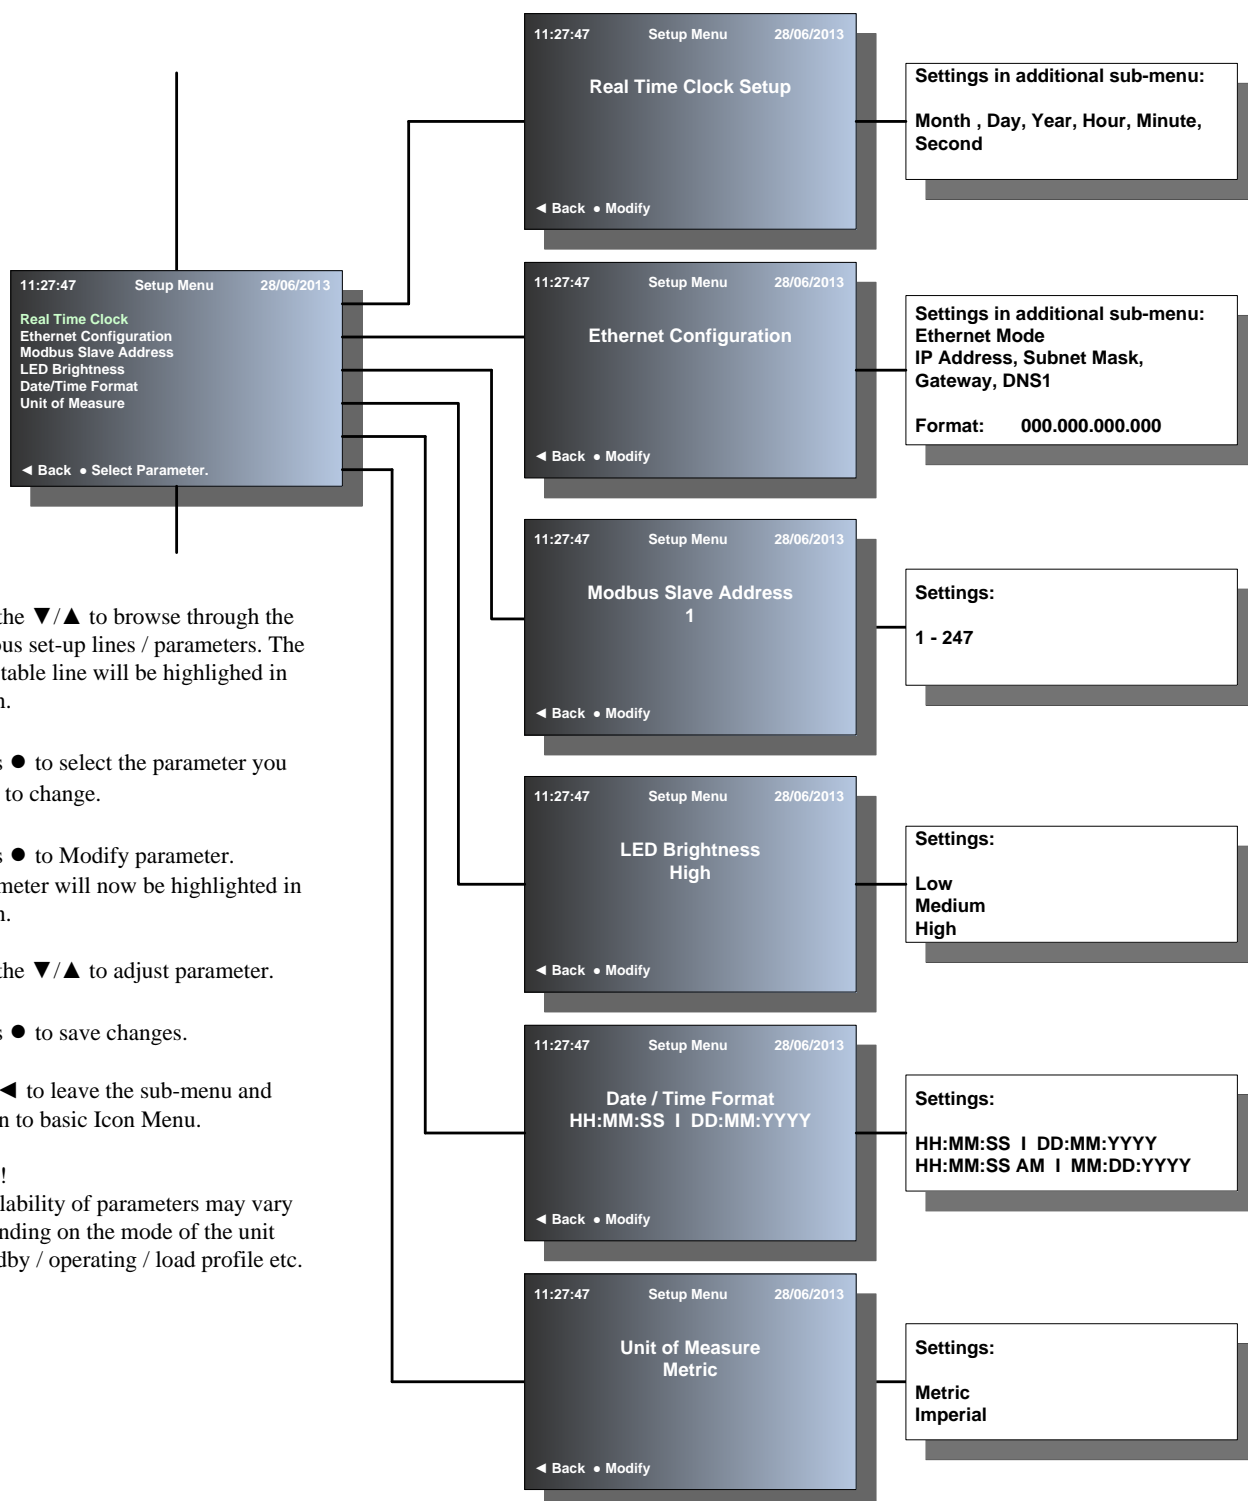 11:27:47 Setup Menu 28/06/2013
Real Time Clock
Ethernet Configuration
Modbus Slave Address
LED Brightness
Date/Time Format
Unit of Measure
◄ Back ● Select Parameter.
the ▼/▲ to browse through the
ous set-up lines / parameters. The
table line will be highlighed in
n.
s ● to select the parameter you
to change.
s ● to Modify parameter.
meter will now be highlighted in
n.
the ▼/▲ to adjust parameter.
s ● to save changes.
◄ to leave the sub-menu and
n to basic Icon Menu.
!
lability of parameters may vary
nding on the mode of the unit
dby / operating / load profile etc.
11:27:47 Setup Menu 28/06/2013
Real Time Clock Setup
◄ Back ● Modify
Settings in additional sub-menu:
Month , Day, Year, Hour, Minute,
Second
11:27:47 Setup Menu 28/06/2013
Ethernet Configuration
◄ Back ● Modify
Settings in additional sub-menu:
Ethernet Mode
IP Address, Subnet Mask,
Gateway, DNS1
Format: 000.000.000.000
11:27:47 Setup Menu 28/06/2013
Modbus Slave Address
1
◄ Back ● Modify
Settings:
1 - 247
11:27:47 Setup Menu 28/06/2013
LED Brightness
High
◄ Back ● Modify
Settings:
Low
Medium
High
11:27:47 Setup Menu 28/06/2013
Date / Time Format
HH:MM:SS I DD:MM:YYYY
◄ Back ● Modify
Settings:
HH:MM:SS I DD:MM:YYYY
HH:MM:SS AM I MM:DD:YYYY
11:27:47 Setup Menu 28/06/2013
Unit of Measure
Metric
◄ Back ● Modify
Settings:
Metric
Imperial